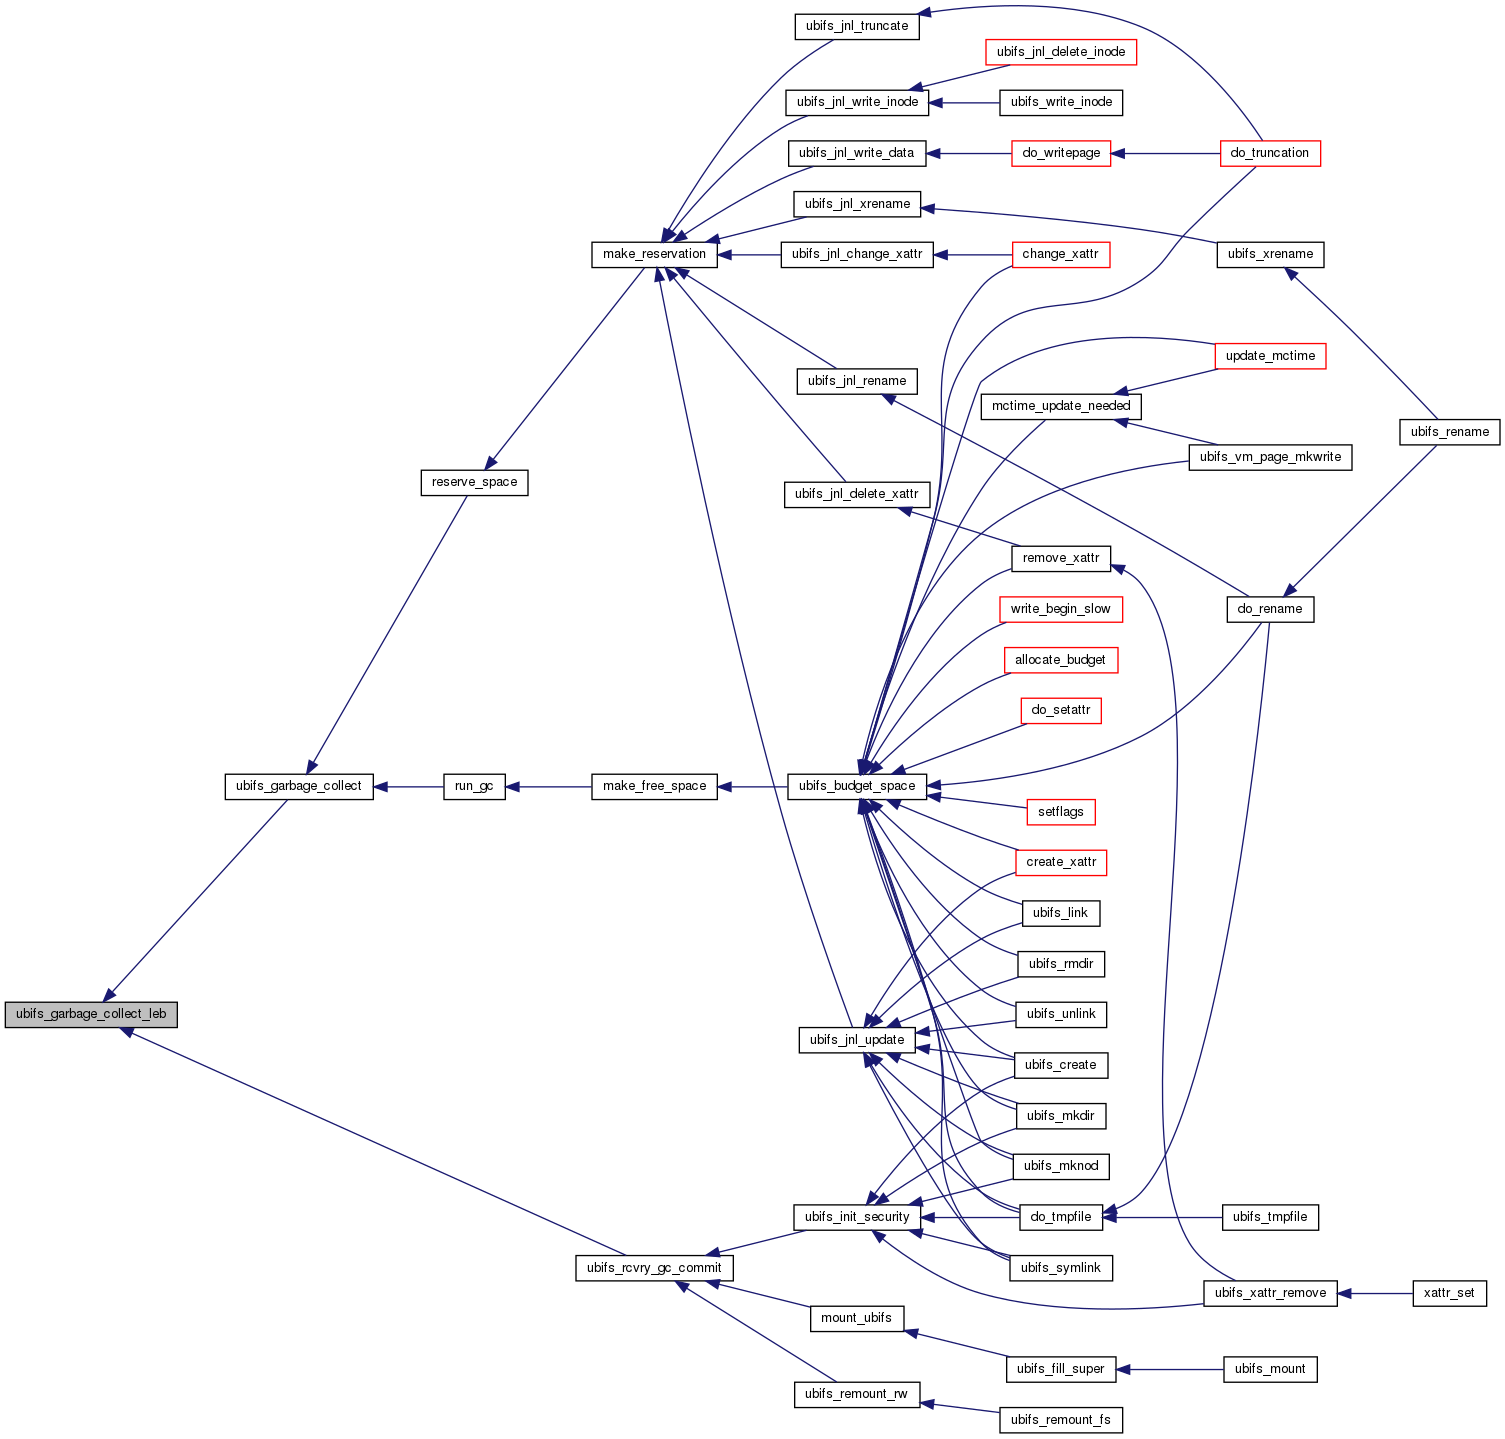 ubifs_jnl_truncate
ubifs_jnl_delete_inode
ubifs_jnl_write_inode
ubifs_write_inode
ubifs_jnl_write_data
do_writepage
do_truncation
ubifs_jnl_xrename
make_reservation
ubifs_jnl_change_xattr
change_xattr
ubifs_xrename
update_mctime
ubifs_jnl_rename
mctime_update_needed
ubifs_rename
ubifs_vm_page_mkwrite
reserve_space
ubifs_jnl_delete_xattr
remove_xattr
write_begin_slow
do_rename
allocate_budget
do_setattr
ubifs_garbage_collect
run_gc
make_free_space
ubifs_budget_space
setflags
create_xattr
ubifs_link
ubifs_rmdir
ubifs_garbage_collect_leb
ubifs_unlink
ubifs_jnl_update
ubifs_create
ubifs_mkdir
ubifs_mknod
ubifs_init_security
do_tmpfile
ubifs_tmpfile
ubifs_rcvry_gc_commit
ubifs_symlink
ubifs_xattr_remove
xattr_set
mount_ubifs
ubifs_fill_super
ubifs_mount
ubifs_remount_rw
ubifs_remount_fs